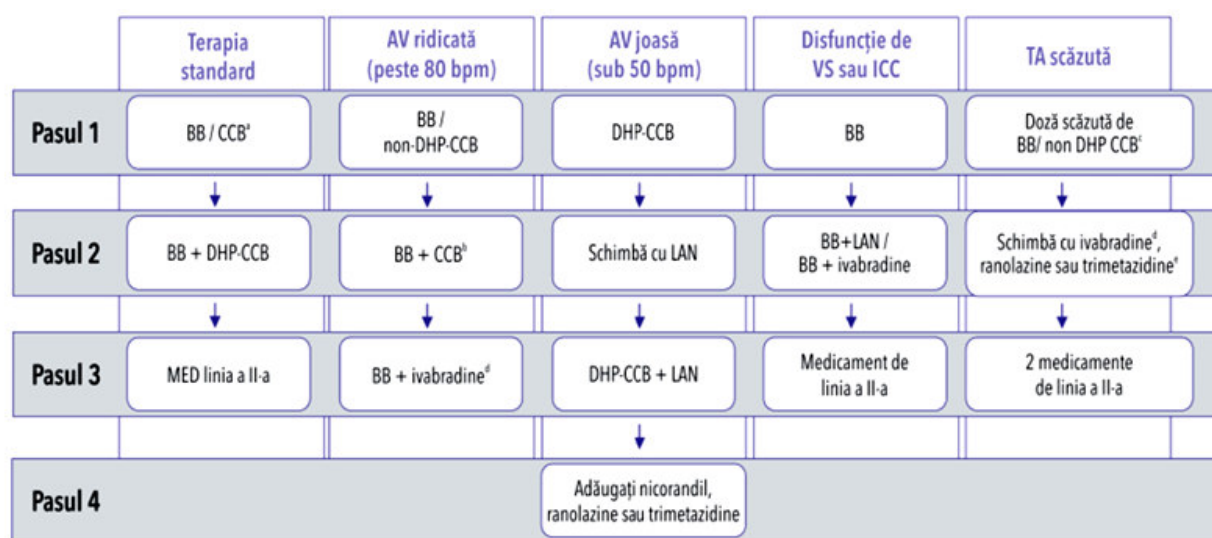 Terapia
standard
AV ridicată
(peste 80 bpm)
AV joasă
(sub 50 bpm)
Disfuncție de
VS sau ICC
TA scăzută
Pasul 1
BB / CCBᵃ
BB /
non-DHP-CCB
DHP-CCB
BB
Doză scăzută de
BB/ non DHP CCBᶜ
Pasul 2
BB + DHP-CCB
BB + CCBᵇ
Schimbă cu LAN
BB+LAN /
BB + ivabradine
Schimbă cu ivabradineᵈ,
ranolazine sau trimetazidineᵉ
Pasul 3
MED linia a II-a
BB + ivabradineᵈ
DHP-CCB + LAN
Medicament de
linia a II-a
2 medicamente
de linia a II-a
Pasul 4
Adăugați nicorandil,
ranolazine sau trimetazidine